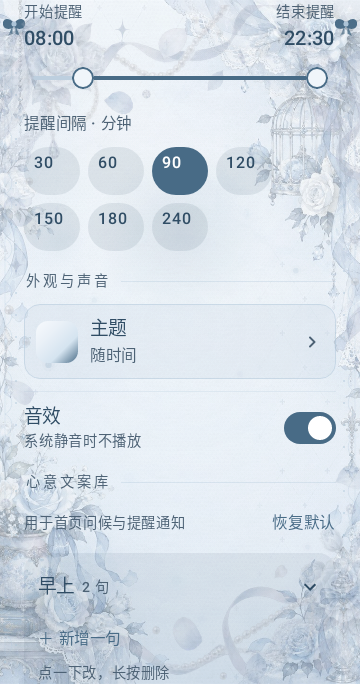 开始提醒 结束提醒
08:00 22:30
提醒间隔 · 分钟
30 60 90 120
150 180 240
外观与声音
主题
随时间
音效
系统静音时不播放
心意文案库
用于首页问候与提醒通知 恢复默认
早上 2 句
＋ 新增一句
点一下改，长按删除